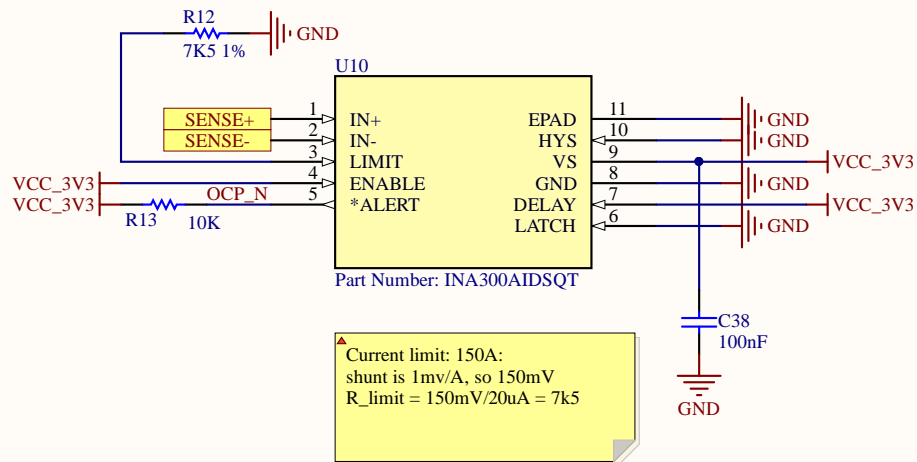 R12
7K5 1%
GND
U10
SENSE+ 1 IN+
SENSE- 2 IN-
3 LIMIT
VCC_3V3 4 ENABLE
VCC_3V3 OCP_N 5 *ALERT
R13 10K
EPAD 11 GND
HYS 10 GND
VS 9 VCC_3V3
GND 8 GND
DELAY 7 VCC_3V3
LATCH 6 GND
Part Number: INA300AIDSQT
C38
100nF
GND
Current limit: 150A:
shunt is 1mv/A, so 150mV
R_limit = 150mV/20uA = 7k5